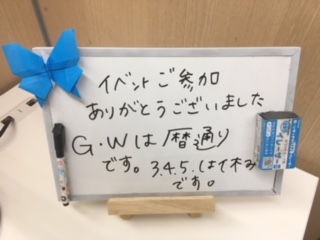 イベントご参加
ありがとうございました
G・Wは暦通り
です。3.4.5.はて休み
です。